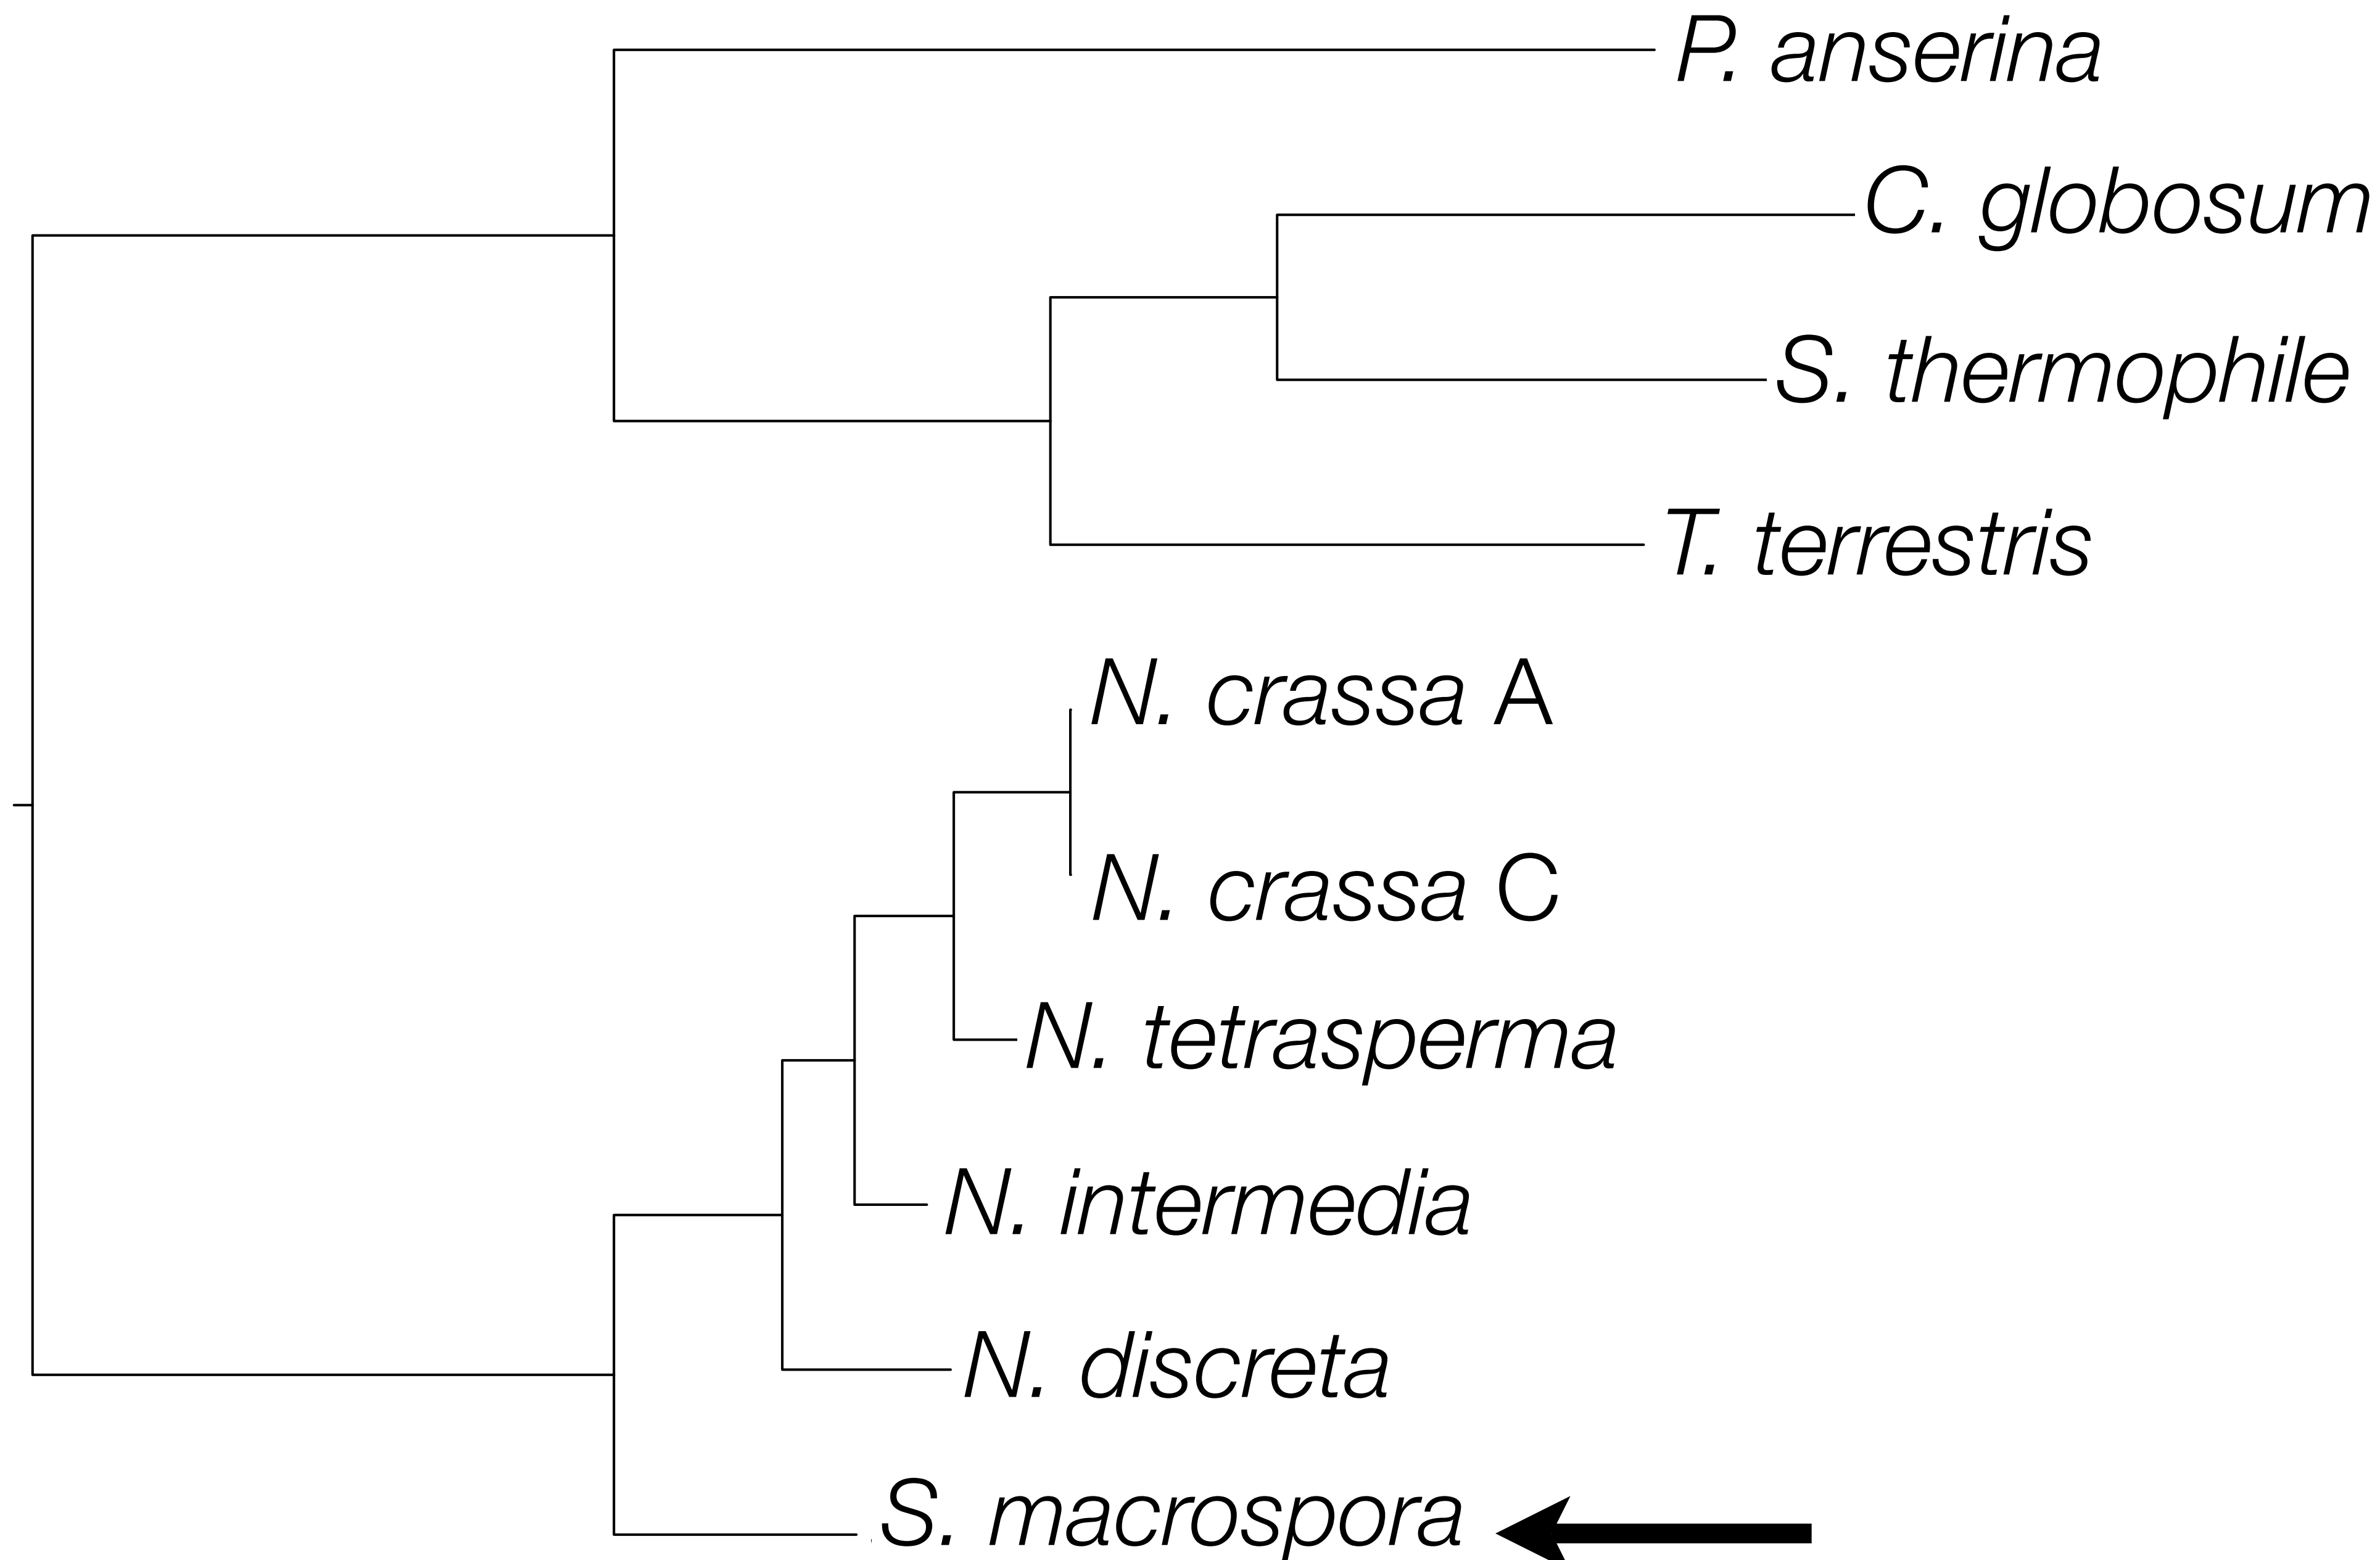 P. anserina
C. globosum
S. thermophile
T. terrestris
N. crassa A
N. crassa C
N. tetrasperma
N. intermedia
N. discreta
S. macrospora